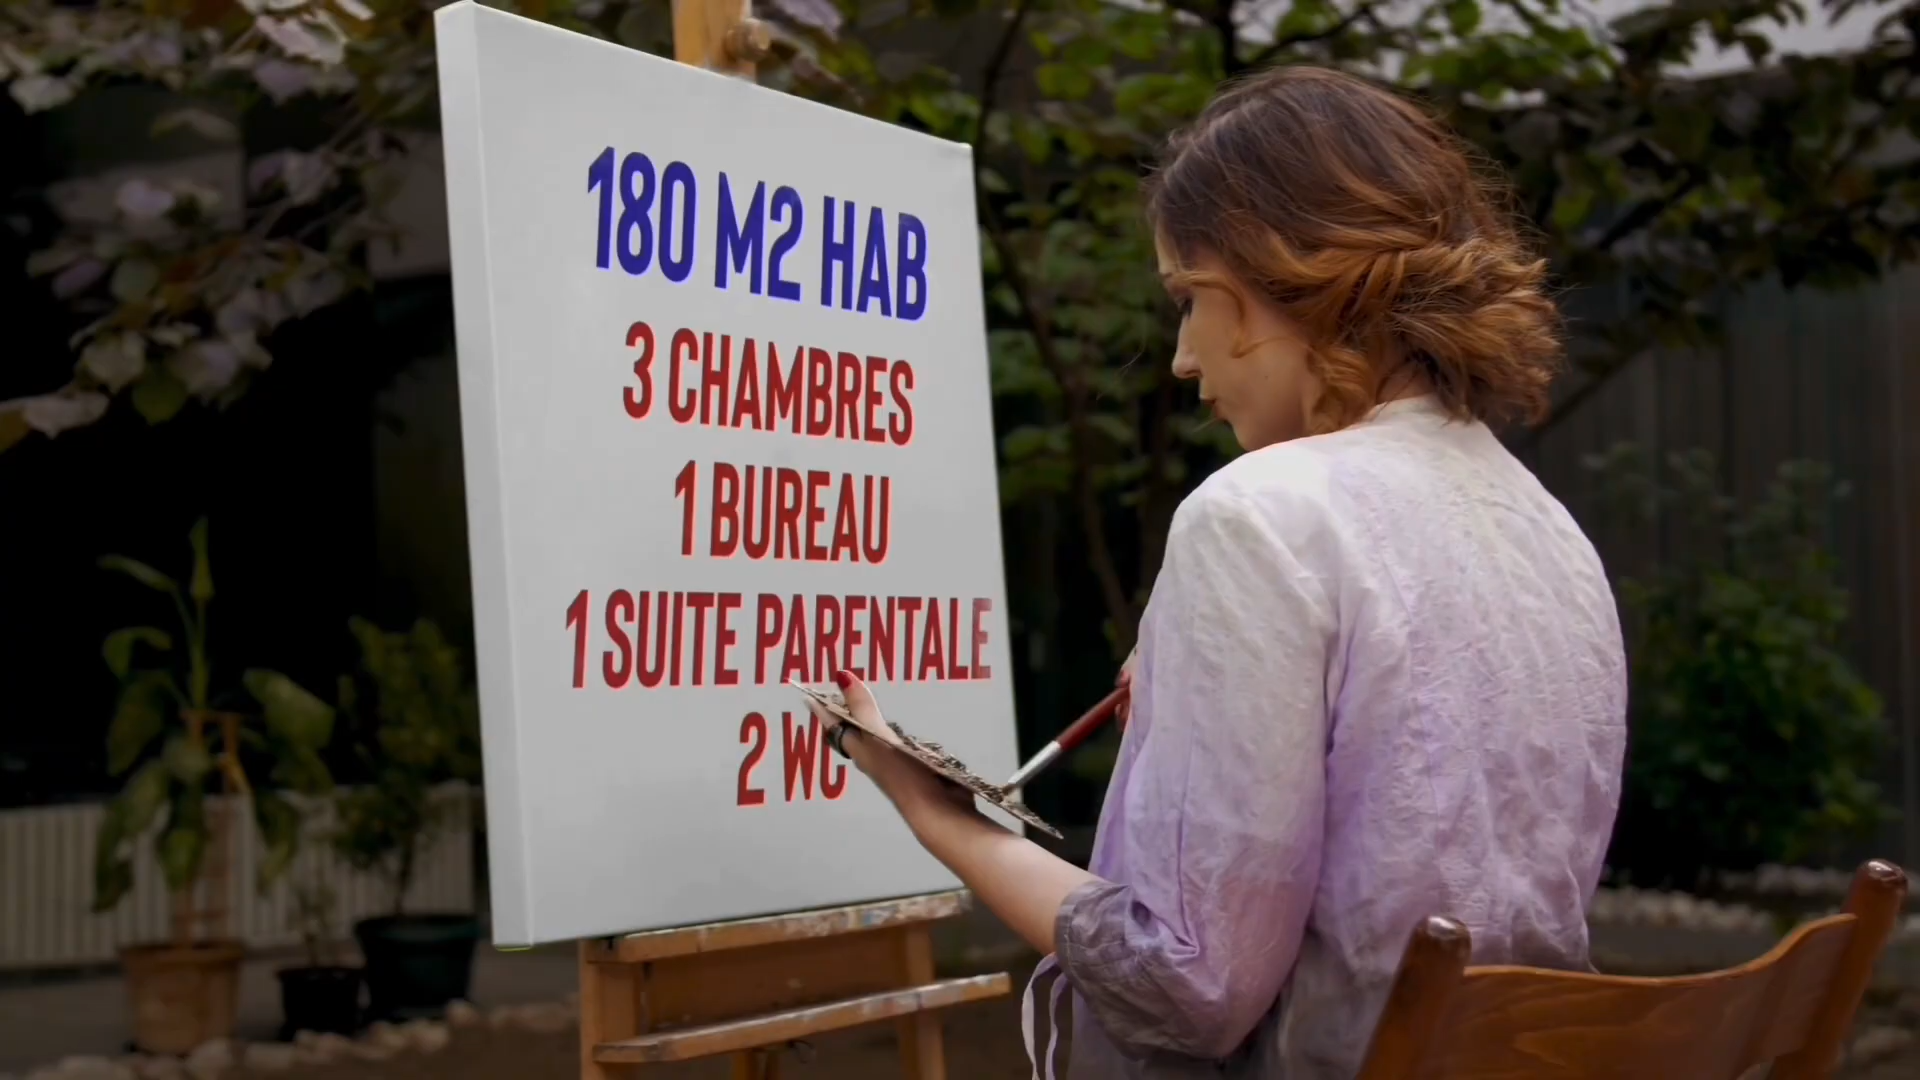 180 M2 HAB
3 CHAMBRES
1 BUREAU
1 SUITE PARENTALE
2 WC